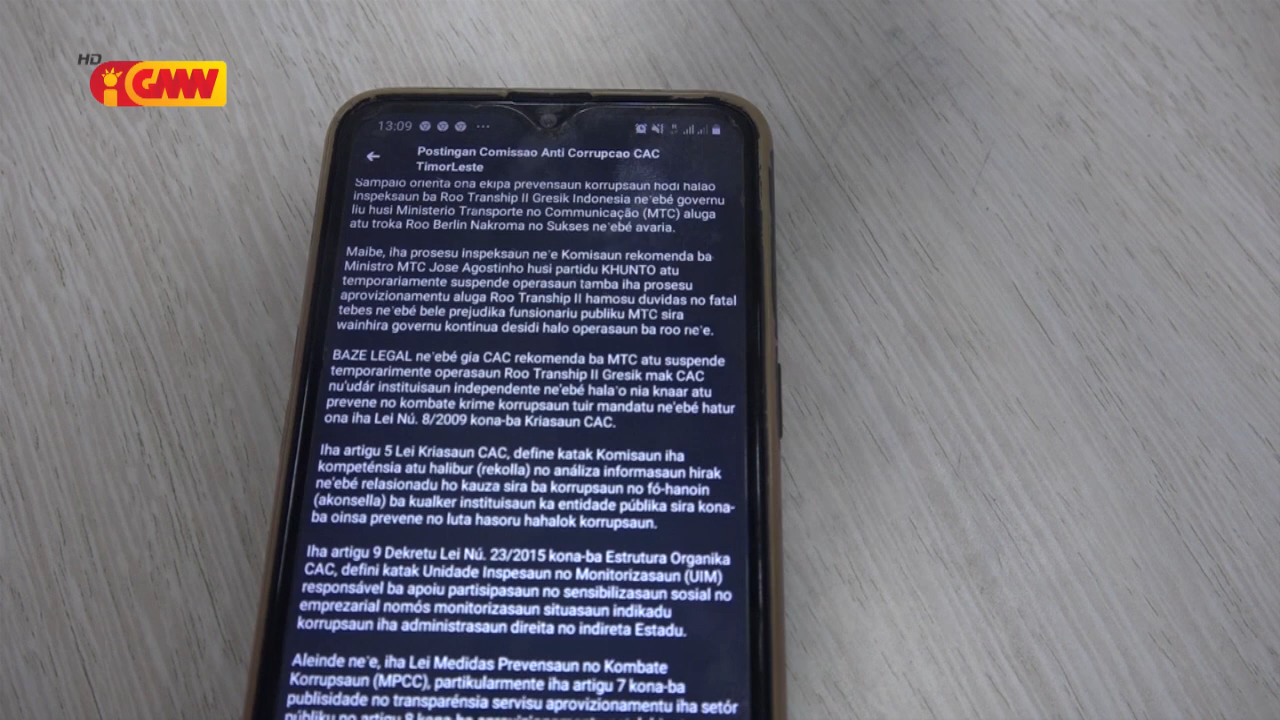 HD
GMN
13:09
Postingan Comissao Anti Corrupcao CAC
TimorLeste
Sampaio orienta ona ekipa prevensaun korrupsaun hodi halao
inspeksaun ba Roo Tranship II Gresik Indonesia ne'ebé governu
liu husi Ministerio Transporte no Communicação (MTC) aluga
atu troka Roo Berlin Nakroma no Sukses ne'ebé avaria.
Maibe, iha prosesu inspeksaun ne'e Komisaun rekomenda ba
Ministro MTC Jose Agostinho husi partidu KHUNTO atu
temporariamente suspende operasaun tamba iha prosesu
aprovizionamentu aluga Roo Tranship II hamosu duvidas no fatal
tebes ne'ebé bele prejudika funsionariu publiku MTC sira
wainhira governu kontinua desidi halo operasaun ba roo ne'e.
BAZE LEGAL ne'ebé gia CAC rekomenda ba MTC atu suspende
temporarimente operasaun Roo Tranship II Gresik mak CAC
nu'udár instituisaun independente ne'ebé hala'o nia knaar atu
prevene no kombate krime korrupsaun tuir mandatu ne'ebé hatur
ona iha Lei Nú. 8/2009 kona-ba Kriasaun CAC.
Iha artigu 5 Lei Kriasaun CAC, define katak Komisaun iha
kompeténsia atu halibur (rekolla) no análiza informasaun hirak
ne'ebé relasionadu ho kauza sira ba korrupsaun no fó-hanoin
(akonsella) ba kualker instituisaun ka entidade públika sira kona-
ba oinsa prevene no luta hasoru hahalok korrupsaun.
Iha artigu 9 Dekretu Lei Nú. 23/2015 kona-ba Estrutura Organika
CAC, defini katak Unidade Inspesaun no Monitorizasaun (UIM)
responsável ba apoiu partisipasaun no sensibilizasaun sosial no
emprezarial nomós monitorizasaun situasaun indikadu
korrupsaun iha administrasaun direita no indireta Estadu.
Aleinde ne'e, iha Lei Medidas Prevensaun no Kombate
Korrupsaun (MPCC), partikularmente iha artigu 7 kona-ba
publisidade no transparénsia servisu aprovizionamentu iha setór
públiku no artigu 8 kona-ba